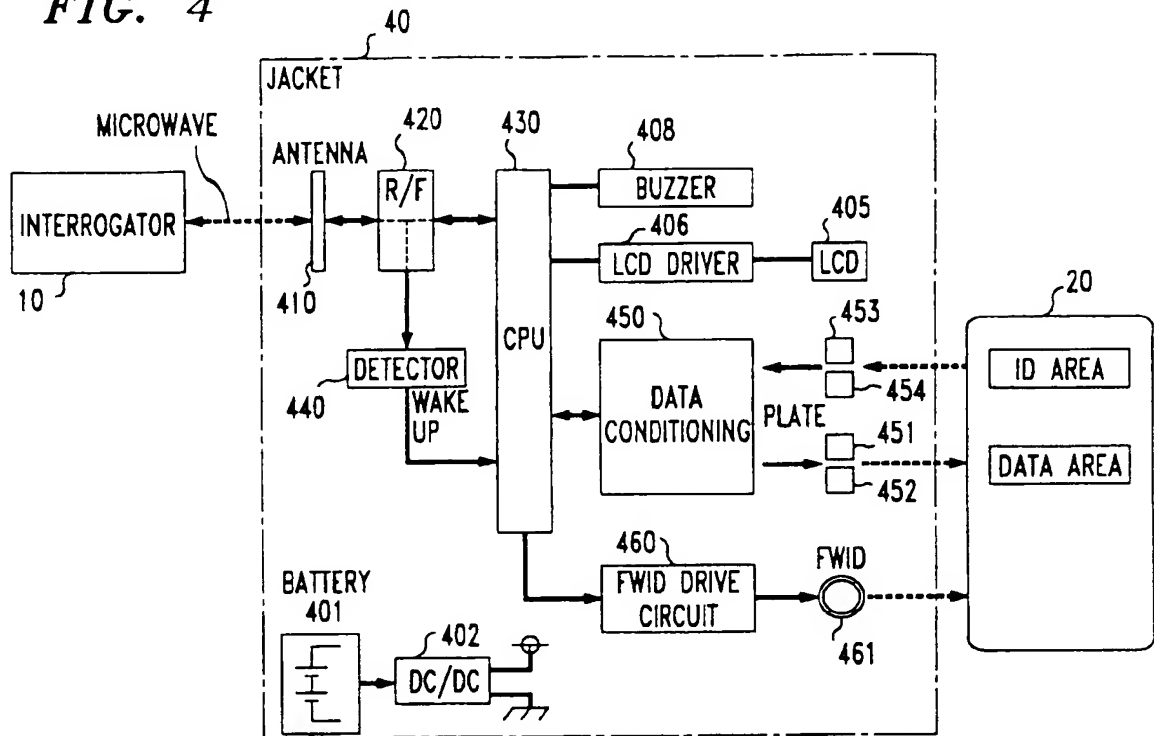 FIG. 4
40
JACKET
MICROWAVE
ANTENNA
420
430
408
R/F
BUZZER
INTERROGATOR
406
405
LCD DRIVER
LCD
10
410
20
453
450
CPU
ID AREA
DETECTOR
454
440
WAKE
UP
DATA
CONDITIONING
PLATE
451
DATA AREA
452
460
FWID
BATTERY
401
FWID DRIVE
CIRCUIT
402
461
DC/DC